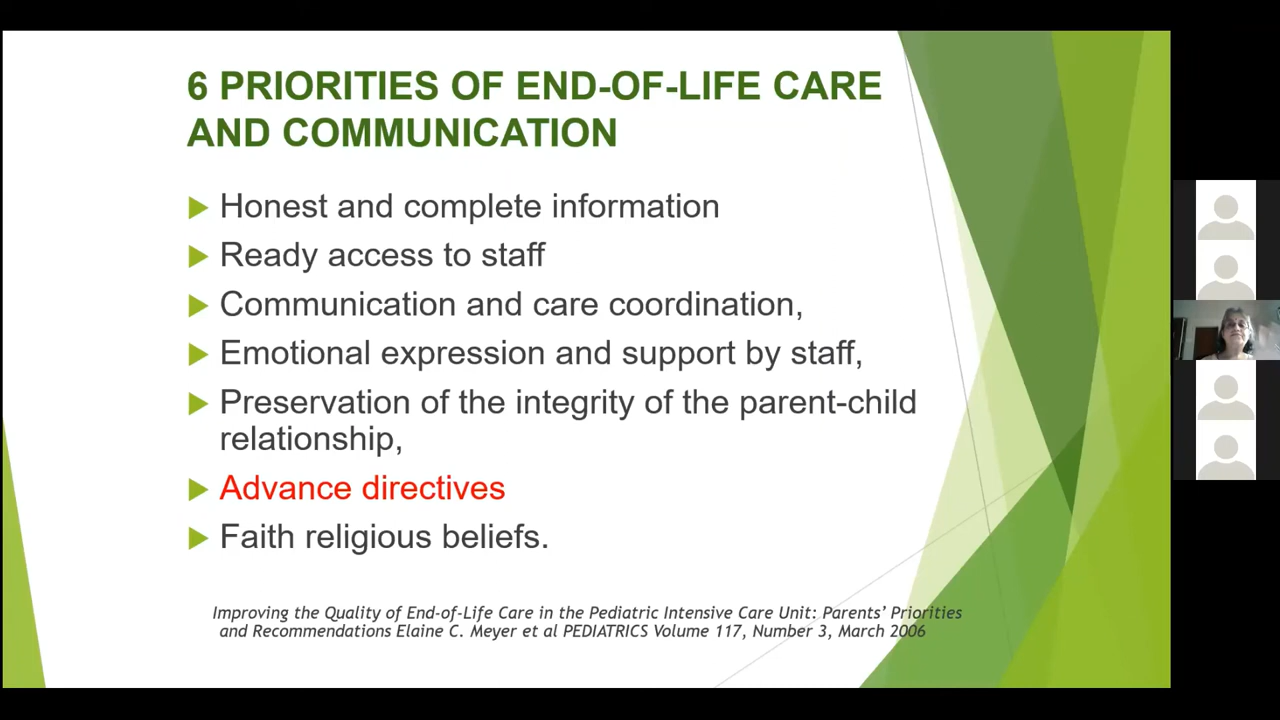 6 PRIORITIES OF END-OF-LIFE CARE
AND COMMUNICATION
Honest and complete information
Ready access to staff
Communication and care coordination,
Emotional expression and support by staff,
Preservation of the integrity of the parent-child
relationship,
Advance directives
Faith religious beliefs.
Improving the Quality of End-of-Life Care in the Pediatric Intensive Care Unit: Parents’ Priorities
and Recommendations Elaine C. Meyer et al PEDIATRICS Volume 117, Number 3, March 2006